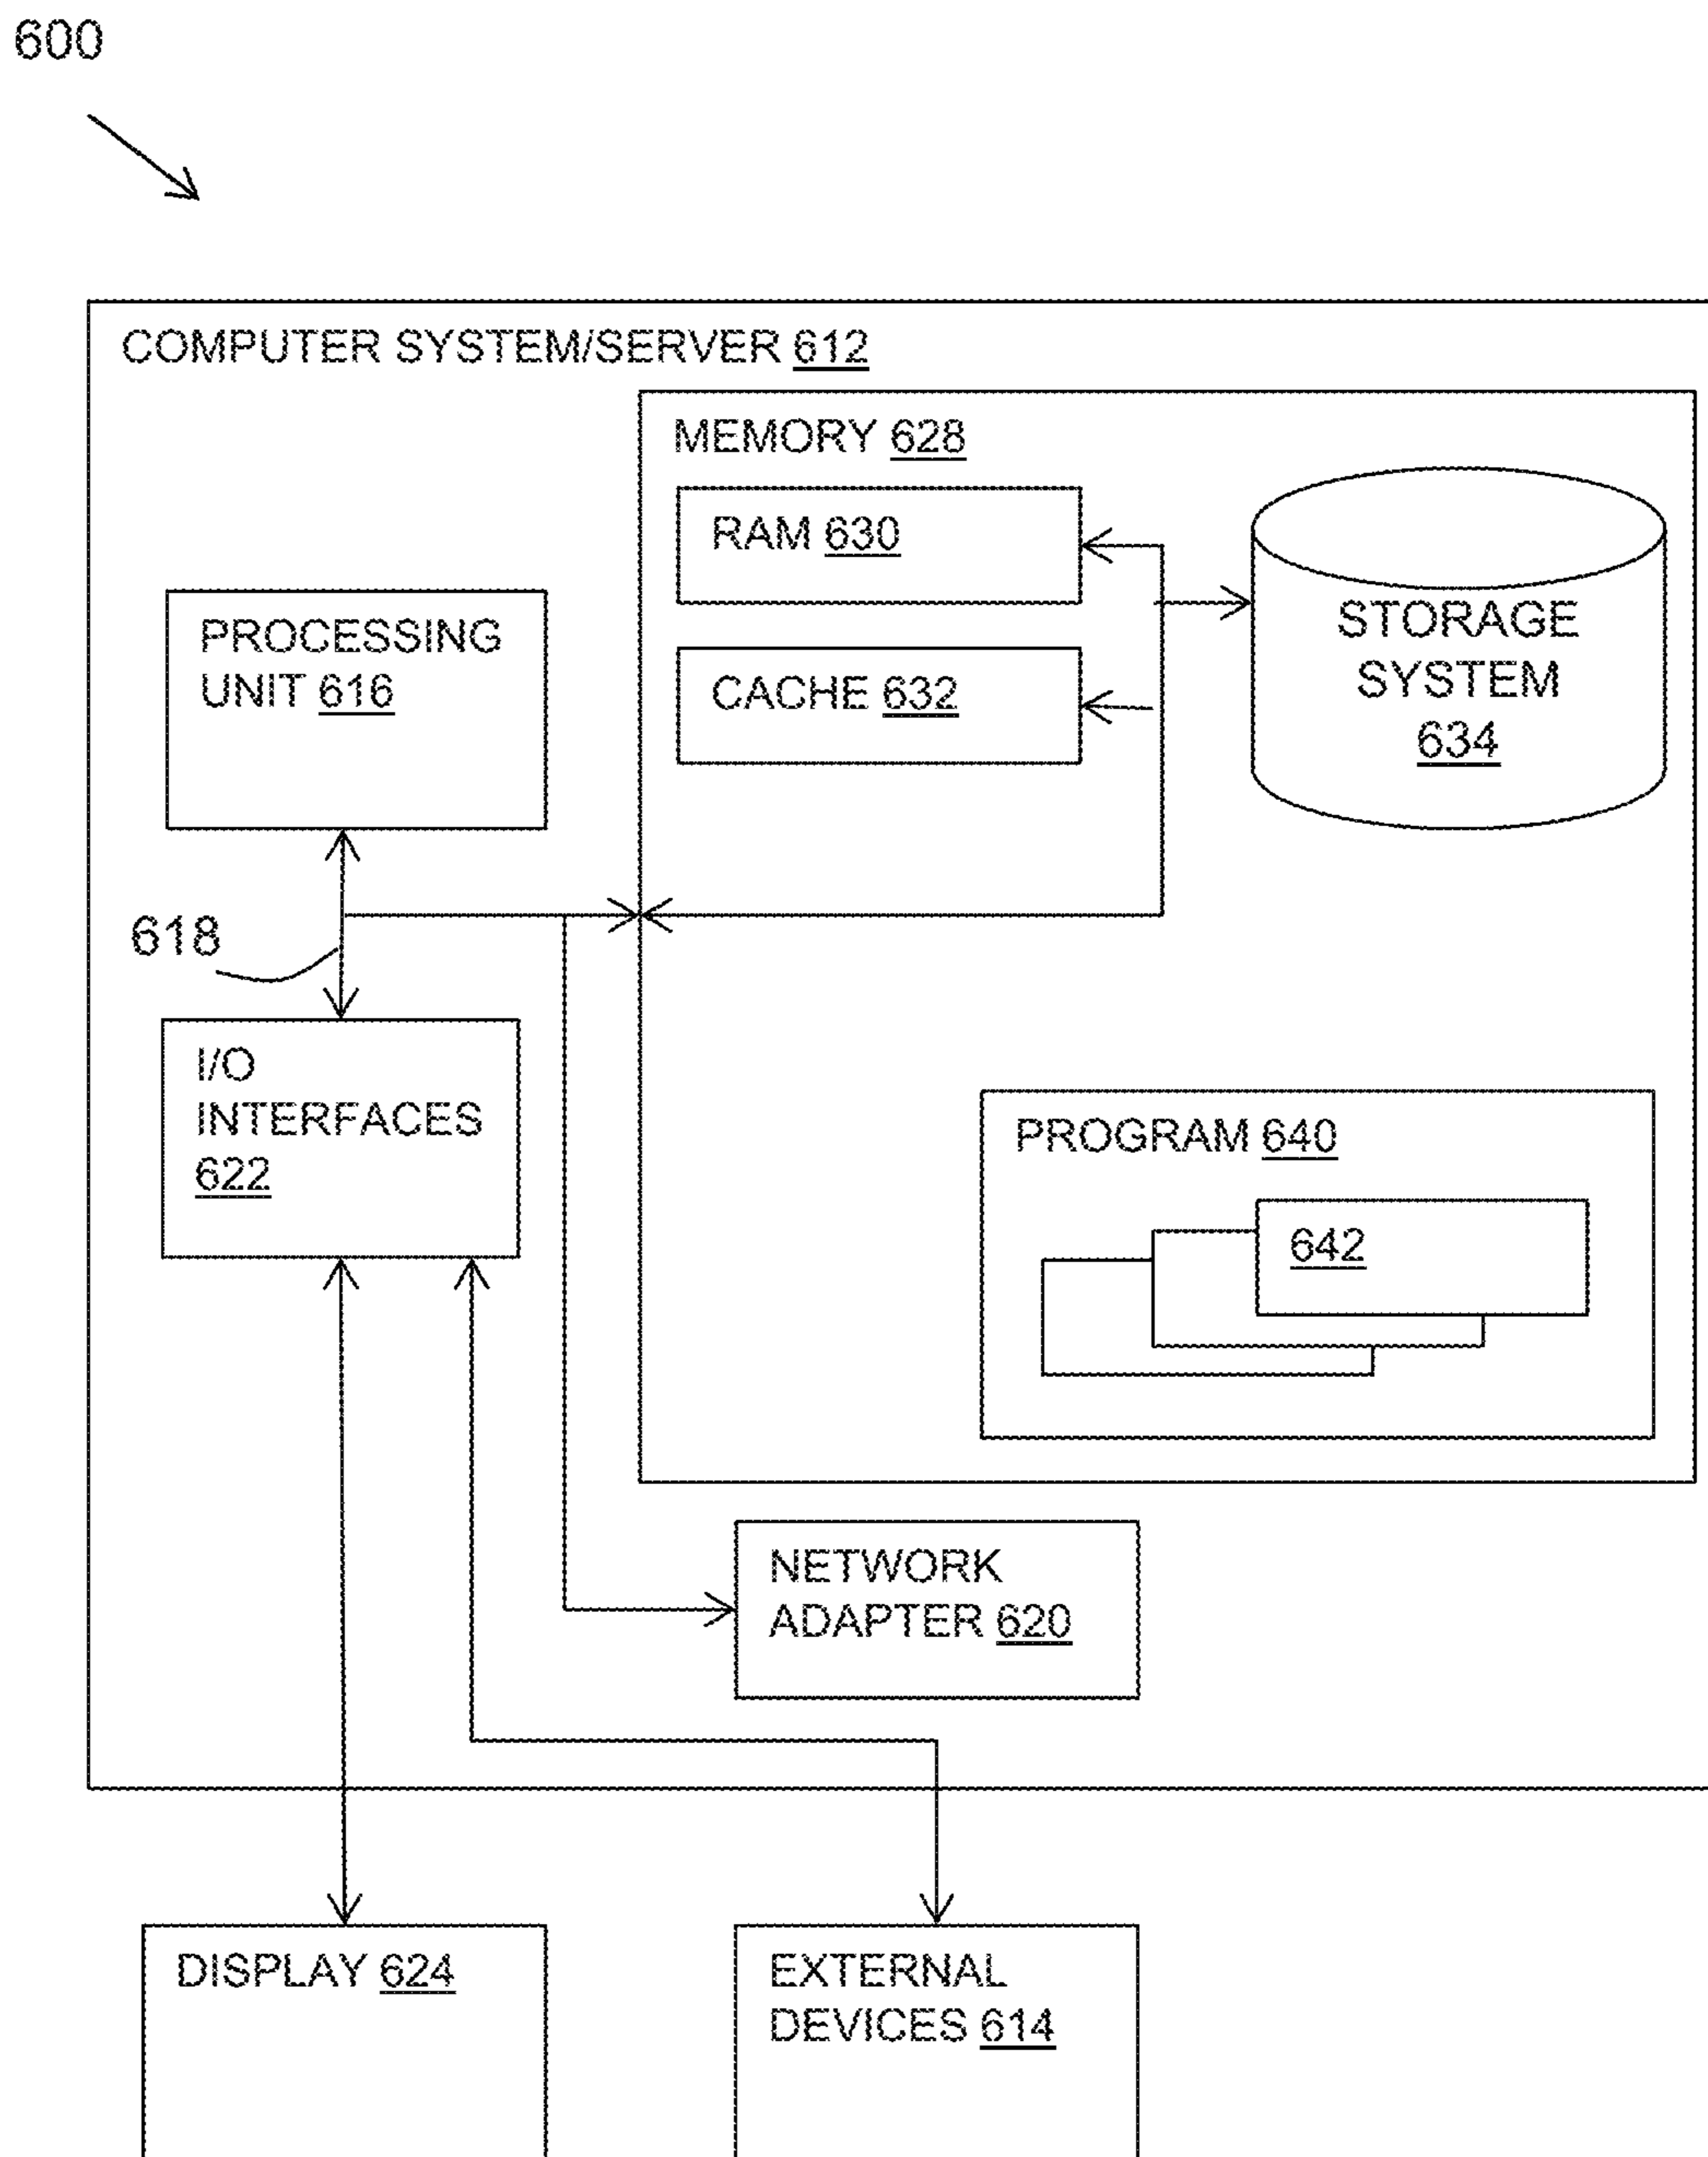 600
COMPUTER SYSTEM/SERVER 612
MEMORY 628
RAM 630
CACHE 632
STORAGE
SYSTEM
634
PROCESSING
UNIT 616
618
I/O
INTERFACES
622
PROGRAM 640
642
NETWORK
ADAPTER 620
DISPLAY 624
EXTERNAL
DEVICES 614